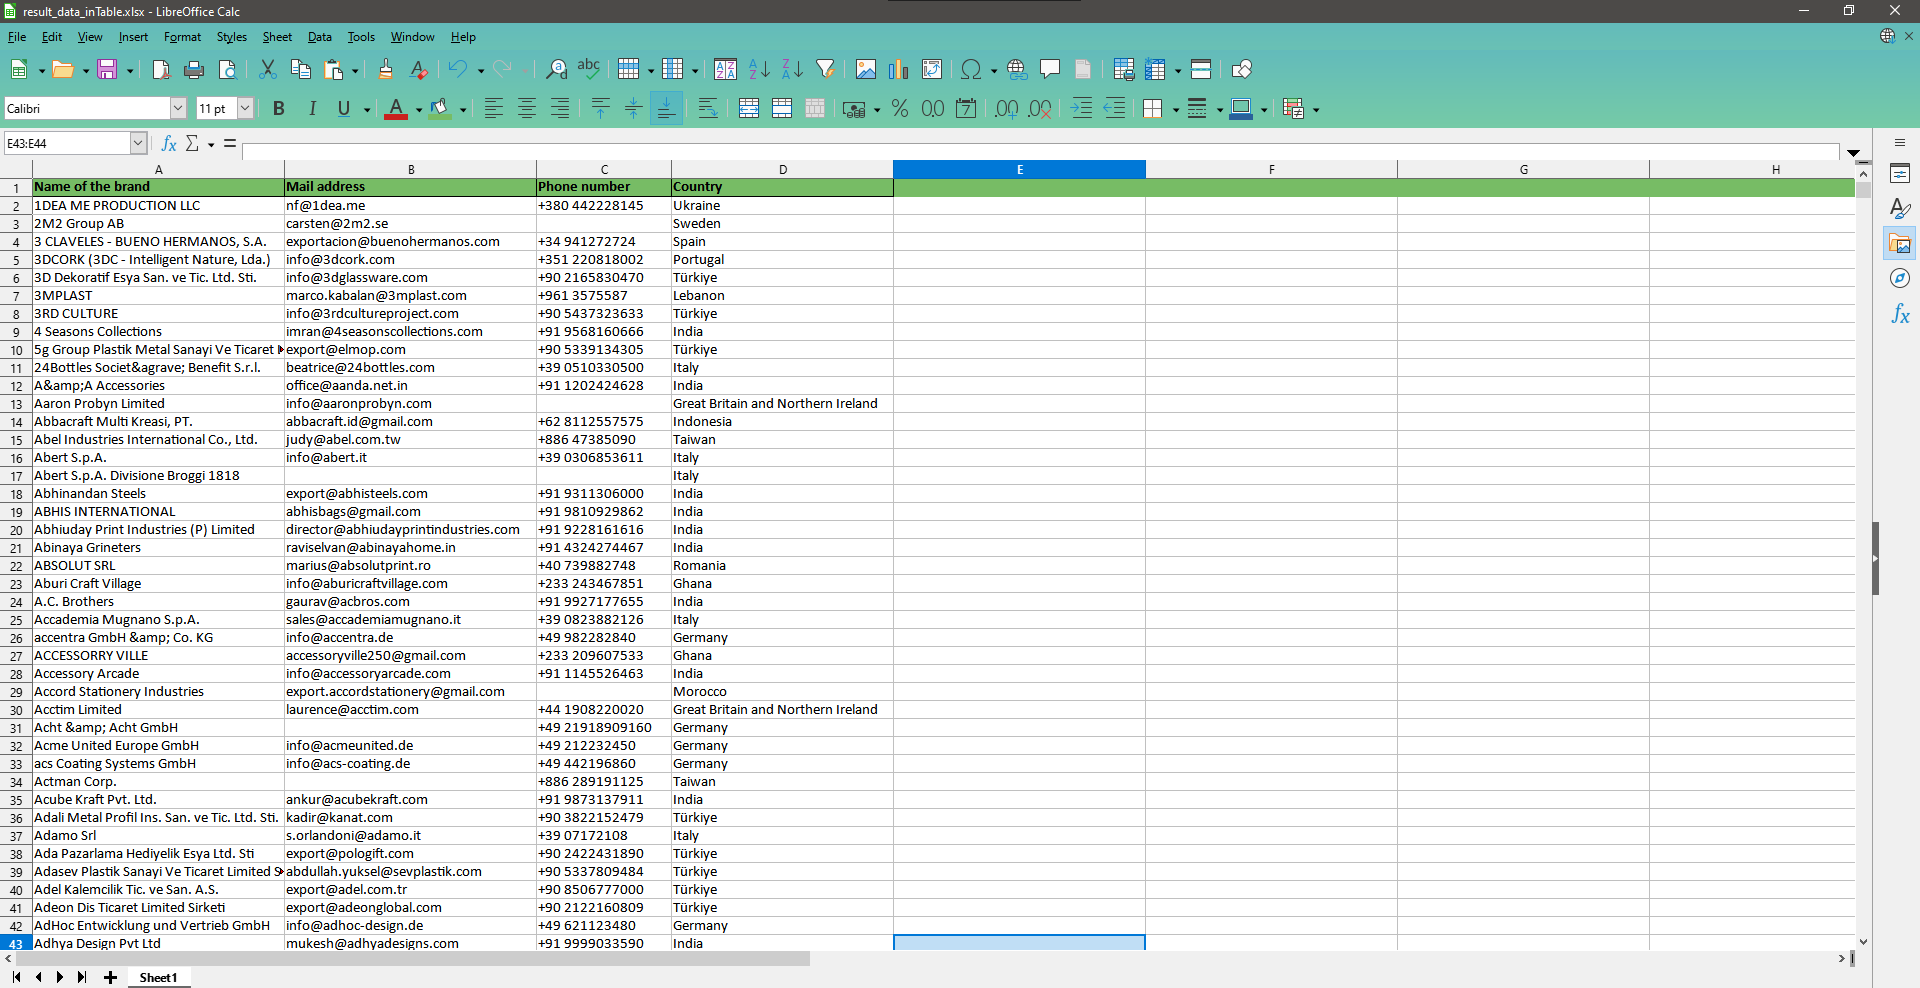 result_data_inTable.xlsx - LibreOffice Calc
File Edit View Insert Format Styles Sheet Data Tools Window Help
Calibri 11 pt
E43:E44
A B C D E F G H
1 Name of the brand Mail address Phone number Country
2 1DEA ME PRODUCTION LLC nf@1dea.me +380 442228145 Ukraine
3 2M2 Group AB carsten@2m2.se Sweden
4 3 CLAVELES - BUENO HERMANOS, S.A. exportacion@buenohermanos.com +34 941272724 Spain
5 3DCORK (3DC - Intelligent Nature, Lda.) info@3dcork.com +351 220818002 Portugal
6 3D Dekoratif Esya San. ve Tic. Ltd. Sti. info@3dglassware.com +90 2165830470 Türkiye
7 3MPLAST marco.kabalan@3mplast.com +961 3575587 Lebanon
8 3RD CULTURE info@3rdcultureproject.com +90 5437323633 Türkiye
9 4 Seasons Collections imran@4seasonscollections.com +91 9568160666 India
10 5g Group Plastik Metal Sanayi Ve Ticaret export@elmop.com +90 5339134305 Türkiye
11 24Bottles Societ&agrave; Benefit S.r.l. beatrice@24bottles.com +39 0510330500 Italy
12 A&amp;A Accessories office@aanda.net.in +91 1202424628 India
13 Aaron Probyn Limited info@aaronprobyn.com Great Britain and Northern Ireland
14 Abbacraft Multi Kreasi, PT. abbacraft.id@gmail.com +62 8112557575 Indonesia
15 Abel Industries International Co., Ltd. judy@abel.com.tw +886 47385090 Taiwan
16 Abert S.p.A. info@abert.it +39 0306853611 Italy
17 Abert S.p.A. Divisione Broggi 1818 Italy
18 Abhinandan Steels export@abhisteels.com +91 9311306000 India
19 ABHIS INTERNATIONAL abhisbags@gmail.com +91 9810929862 India
20 Abhiuday Print Industries (P) Limited director@abhiudayprintindustries.com +91 9228161616 India
21 Abinaya Grineters raviselvan@abinayahome.in +91 4324274467 India
22 ABSOLUT SRL marius@absolutprint.ro +40 739882748 Romania
23 Aburi Craft Village info@aburicraftvillage.com +233 243467851 Ghana
24 A.C. Brothers gaurav@acbros.com +91 9927177655 India
25 Accademia Mugnano S.p.A. sales@accademiamugnano.it +39 0823882126 Italy
26 accentra GmbH &amp; Co. KG info@accentra.de +49 982282840 Germany
27 ACCESSORRY VILLE accessoryville250@gmail.com +233 209607533 Ghana
28 Accessory Arcade info@accessoryarcade.com +91 1145526463 India
29 Accord Stationery Industries export.accordstationery@gmail.com Morocco
30 Acctim Limited laurence@acctim.com +44 1908220020 Great Britain and Northern Ireland
31 Acht &amp; Acht GmbH +49 21918909160 Germany
32 Acme United Europe GmbH info@acmeunited.de +49 212232450 Germany
33 acs Coating Systems GmbH info@acs-coating.de +49 442196860 Germany
34 Actman Corp. +886 289191125 Taiwan
35 Acube Kraft Pvt. Ltd. ankur@acubekraft.com +91 9873137911 India
36 Adali Metal Profil Ins. San. ve Tic. Ltd. Sti. kadir@kanat.com +90 3822152479 Türkiye
37 Adamo Srl s.orlandoni@adamo.it +39 07172108 Italy
38 Ada Pazarlama Hediyelik Esya Ltd. Sti export@pologift.com +90 2422431890 Türkiye
39 Adasev Plastik Sanayi Ve Ticaret Limited S abdullah.yuksel@sevplastik.com +90 5337809484 Türkiye
40 Adel Kalemcilik Tic. ve San. A.S. export@adel.com.tr +90 8506777000 Türkiye
41 Adeon Dis Ticaret Limited Sirketi export@adeonglobal.com +90 2122160809 Türkiye
42 AdHoc Entwicklung und Vertrieb GmbH info@adhoc-design.de +49 621123480 Germany
43 Adhya Design Pvt Ltd mukesh@adhyadesigns.com +91 9999033590 India
Sheet1